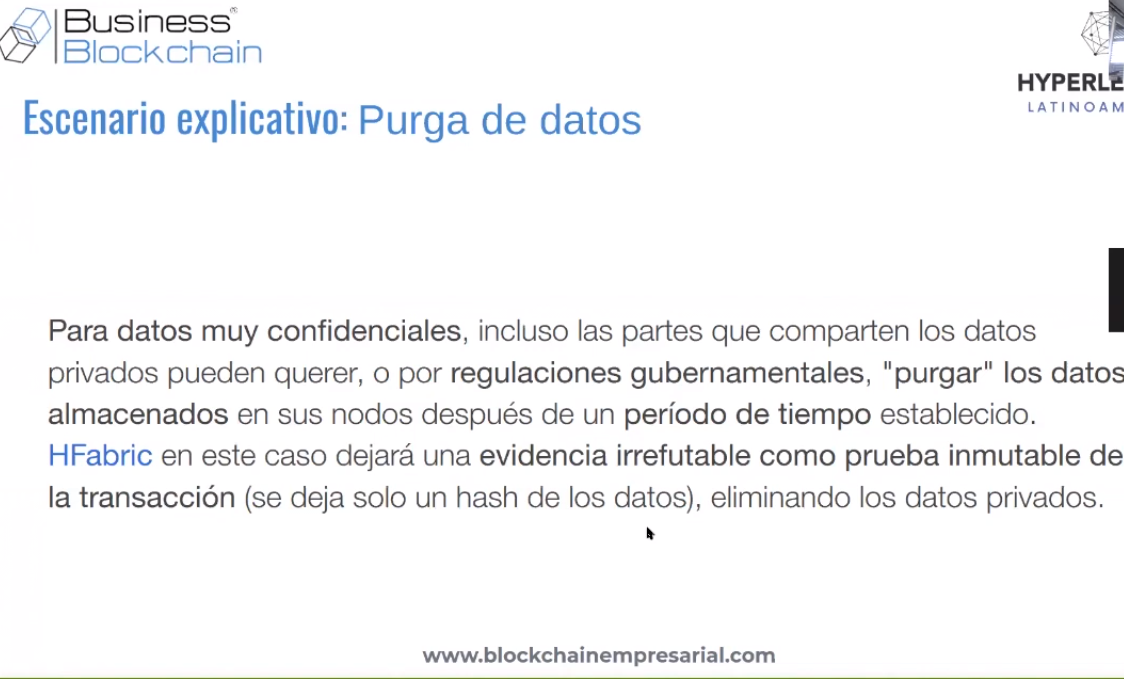 Business®
Blockchain
HYPERLE
LATINOAM
Escenario explicativo: Purga de datos
Para datos muy confidenciales, incluso las partes que comparten los datos
privados pueden querer, o por regulaciones gubernamentales, "purgar" los datos
almacenados en sus nodos después de un período de tiempo establecido.
HFabric en este caso dejará una evidencia irrefutable como prueba inmutable de
la transacción (se deja solo un hash de los datos), eliminando los datos privados.
www.blockchainempresarial.com